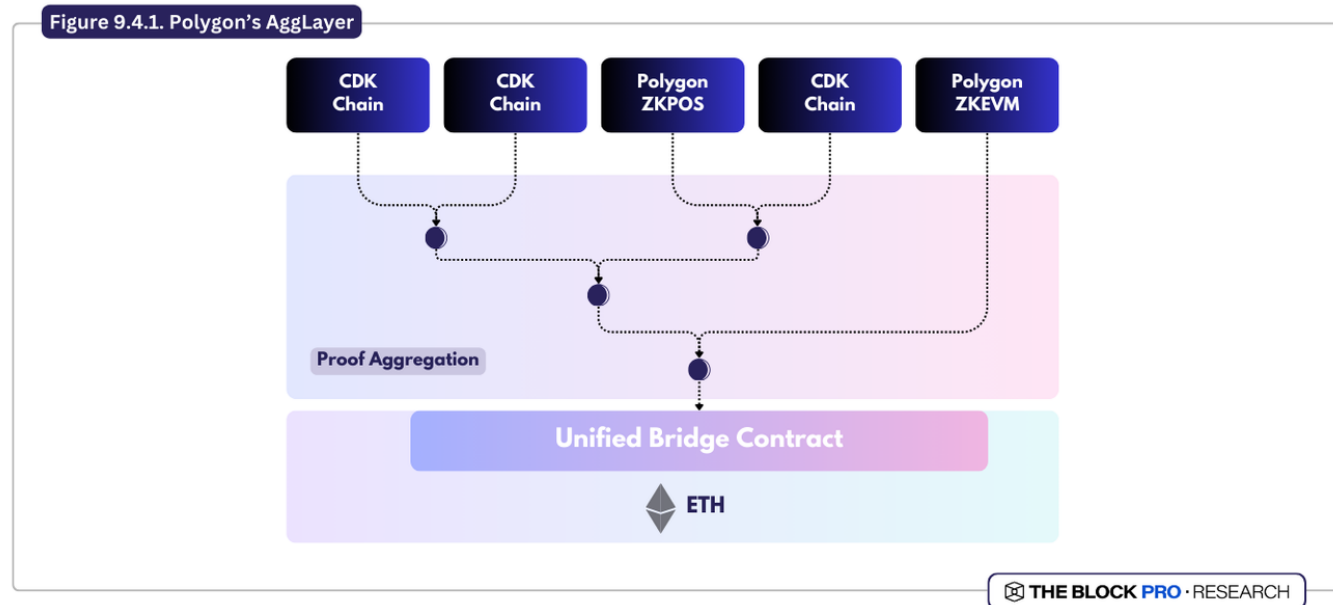 Figure 9.4.1. Polygon’s AggLayer
CDK
Chain
CDK
Chain
Polygon
ZKPOS
CDK
Chain
Polygon
ZKEVM
Proof Aggregation
Unified Bridge Contract
ETH
THE BLOCK PRO · RESEARCH